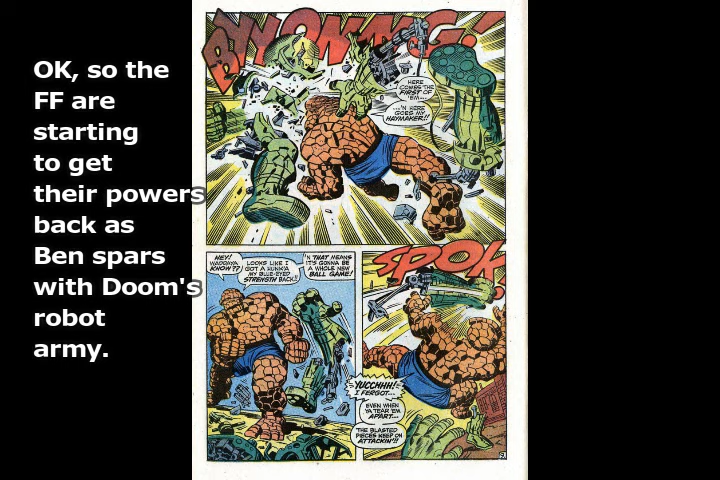 OK, so the
FF are
starting
to get
their powers
back as
Ben spars
with Doom's
robot
army.
HERE
COMES THE
FIRST OF
'EM...
...'N HERE
GOES MY
HAYMAKER!!
HEY!
WADDAYA
KNOW??
LOOKS LIKE I
GOT A HUNK'A
MY BLUE-EYED
STRENGTH BACK!!
'N THAT MEANS
IT'S GONNA BE
A WHOLE NEW
BALL GAME!
SPOK
YUCCHHH!
I FERGOT...
EVEN WHEN
YA TEAR 'EM
APART...
THE BLASTED
PIECES KEEP ON
ATTACKIN'!!